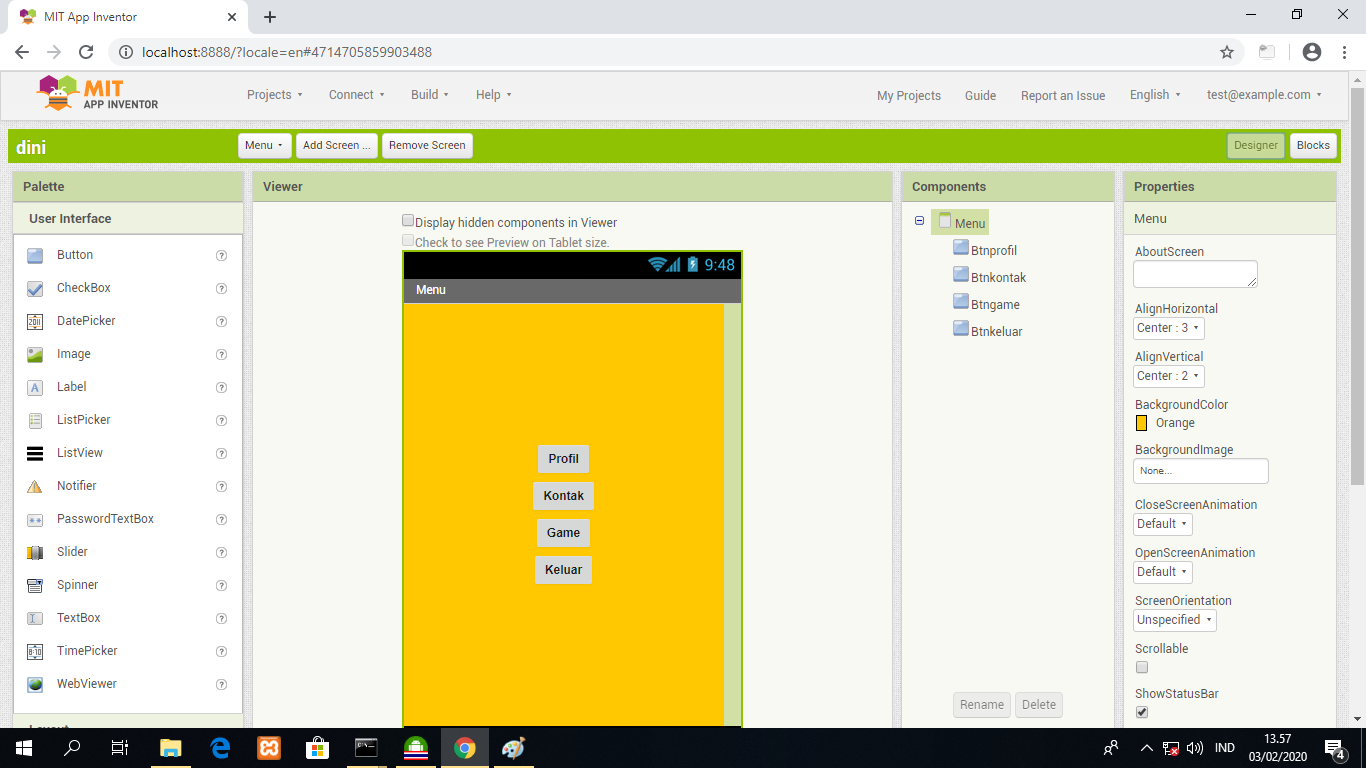 MIT App Inventor
localhost:8888/?locale=en#4714705859903488
MIT
APP INVENTOR
Projects
Connect
Build
Help
My Projects
Guide
Report an Issue
English
test@example.com
dini
Menu
Add Screen ...
Remove Screen
Designer
Blocks
Palette
User Interface
Button ?
CheckBox ?
DatePicker ?
Image ?
Label ?
ListPicker ?
ListView ?
Notifier ?
PasswordTextBox ?
Slider ?
Spinner ?
TextBox ?
TimePicker ?
WebViewer ?
Layout
Viewer
Display hidden components in Viewer
Check to see Preview on Tablet size.
9:48
Menu
Profil
Kontak
Game
Keluar
Components
Menu
Btnprofil
Btnkontak
Btngame
Btnkeluar
Rename
Delete
Properties
Menu
AboutScreen
AlignHorizontal
Center : 3
AlignVertical
Center : 2
BackgroundColor
Orange
BackgroundImage
None...
CloseScreenAnimation
Default
OpenScreenAnimation
Default
ScreenOrientation
Unspecified
Scrollable
ShowStatusBar
IND
13.57
03/02/2020
4